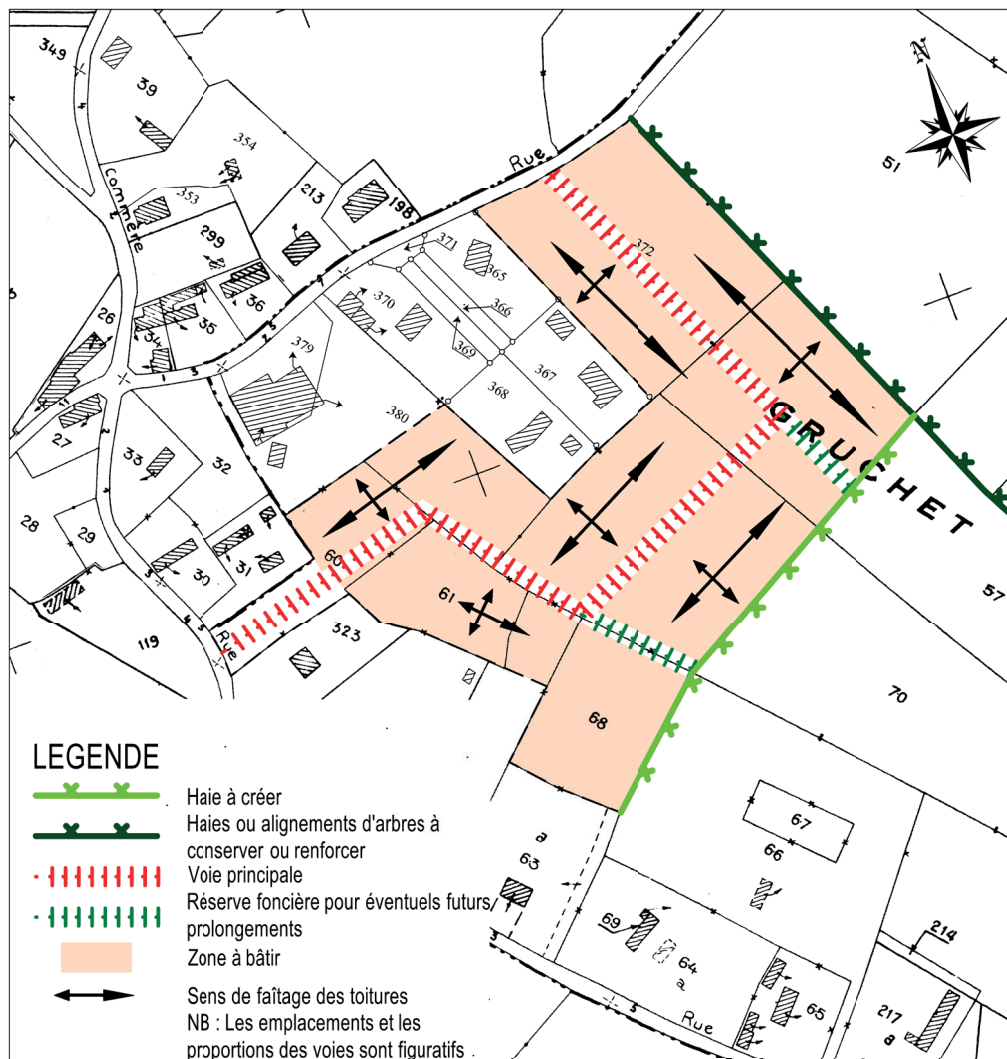 N
349
39
354
51
Rue
Commère
353
213
198
299
371
372
365
36
370
366
26
35
34
369
367
379
368
380
GRUCHET
27
33
32
28
29
60
30
31
61
57
119
Rue
323
70
68
LEGENDE
Haie à créer
Haies ou alignements d'arbres à
conserver ou renforcer
Voie principale
Réserve foncière pour éventuels futurs
prolongements
Zone à bâtir
Sens de faîtage des toitures
NB : Les emplacements et les
proportions des voies sont figuratifs
a
63
67
66
69
64
a
214
65
217
a
Rue